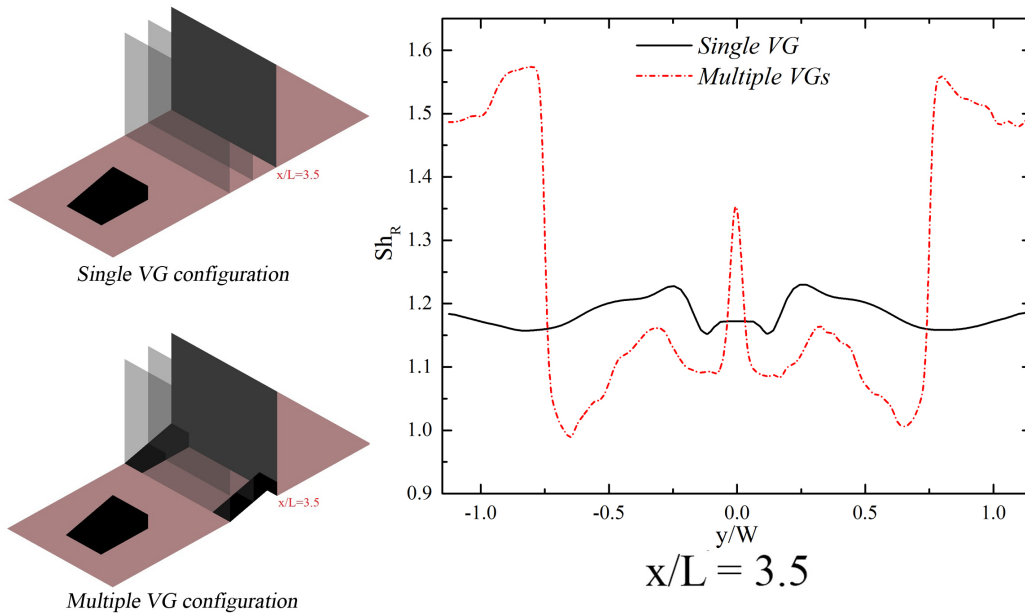 x/L=3.5
Single VG configuration
x/L=3.5
Multiple VG configuration
Single VG
Multiple VGs
Sh_R
1.6
1.5
1.4
1.3
1.2
1.1
1.0
0.9
-1.0 -0.5 0.0 0.5 1.0
y/W
x/L = 3.5